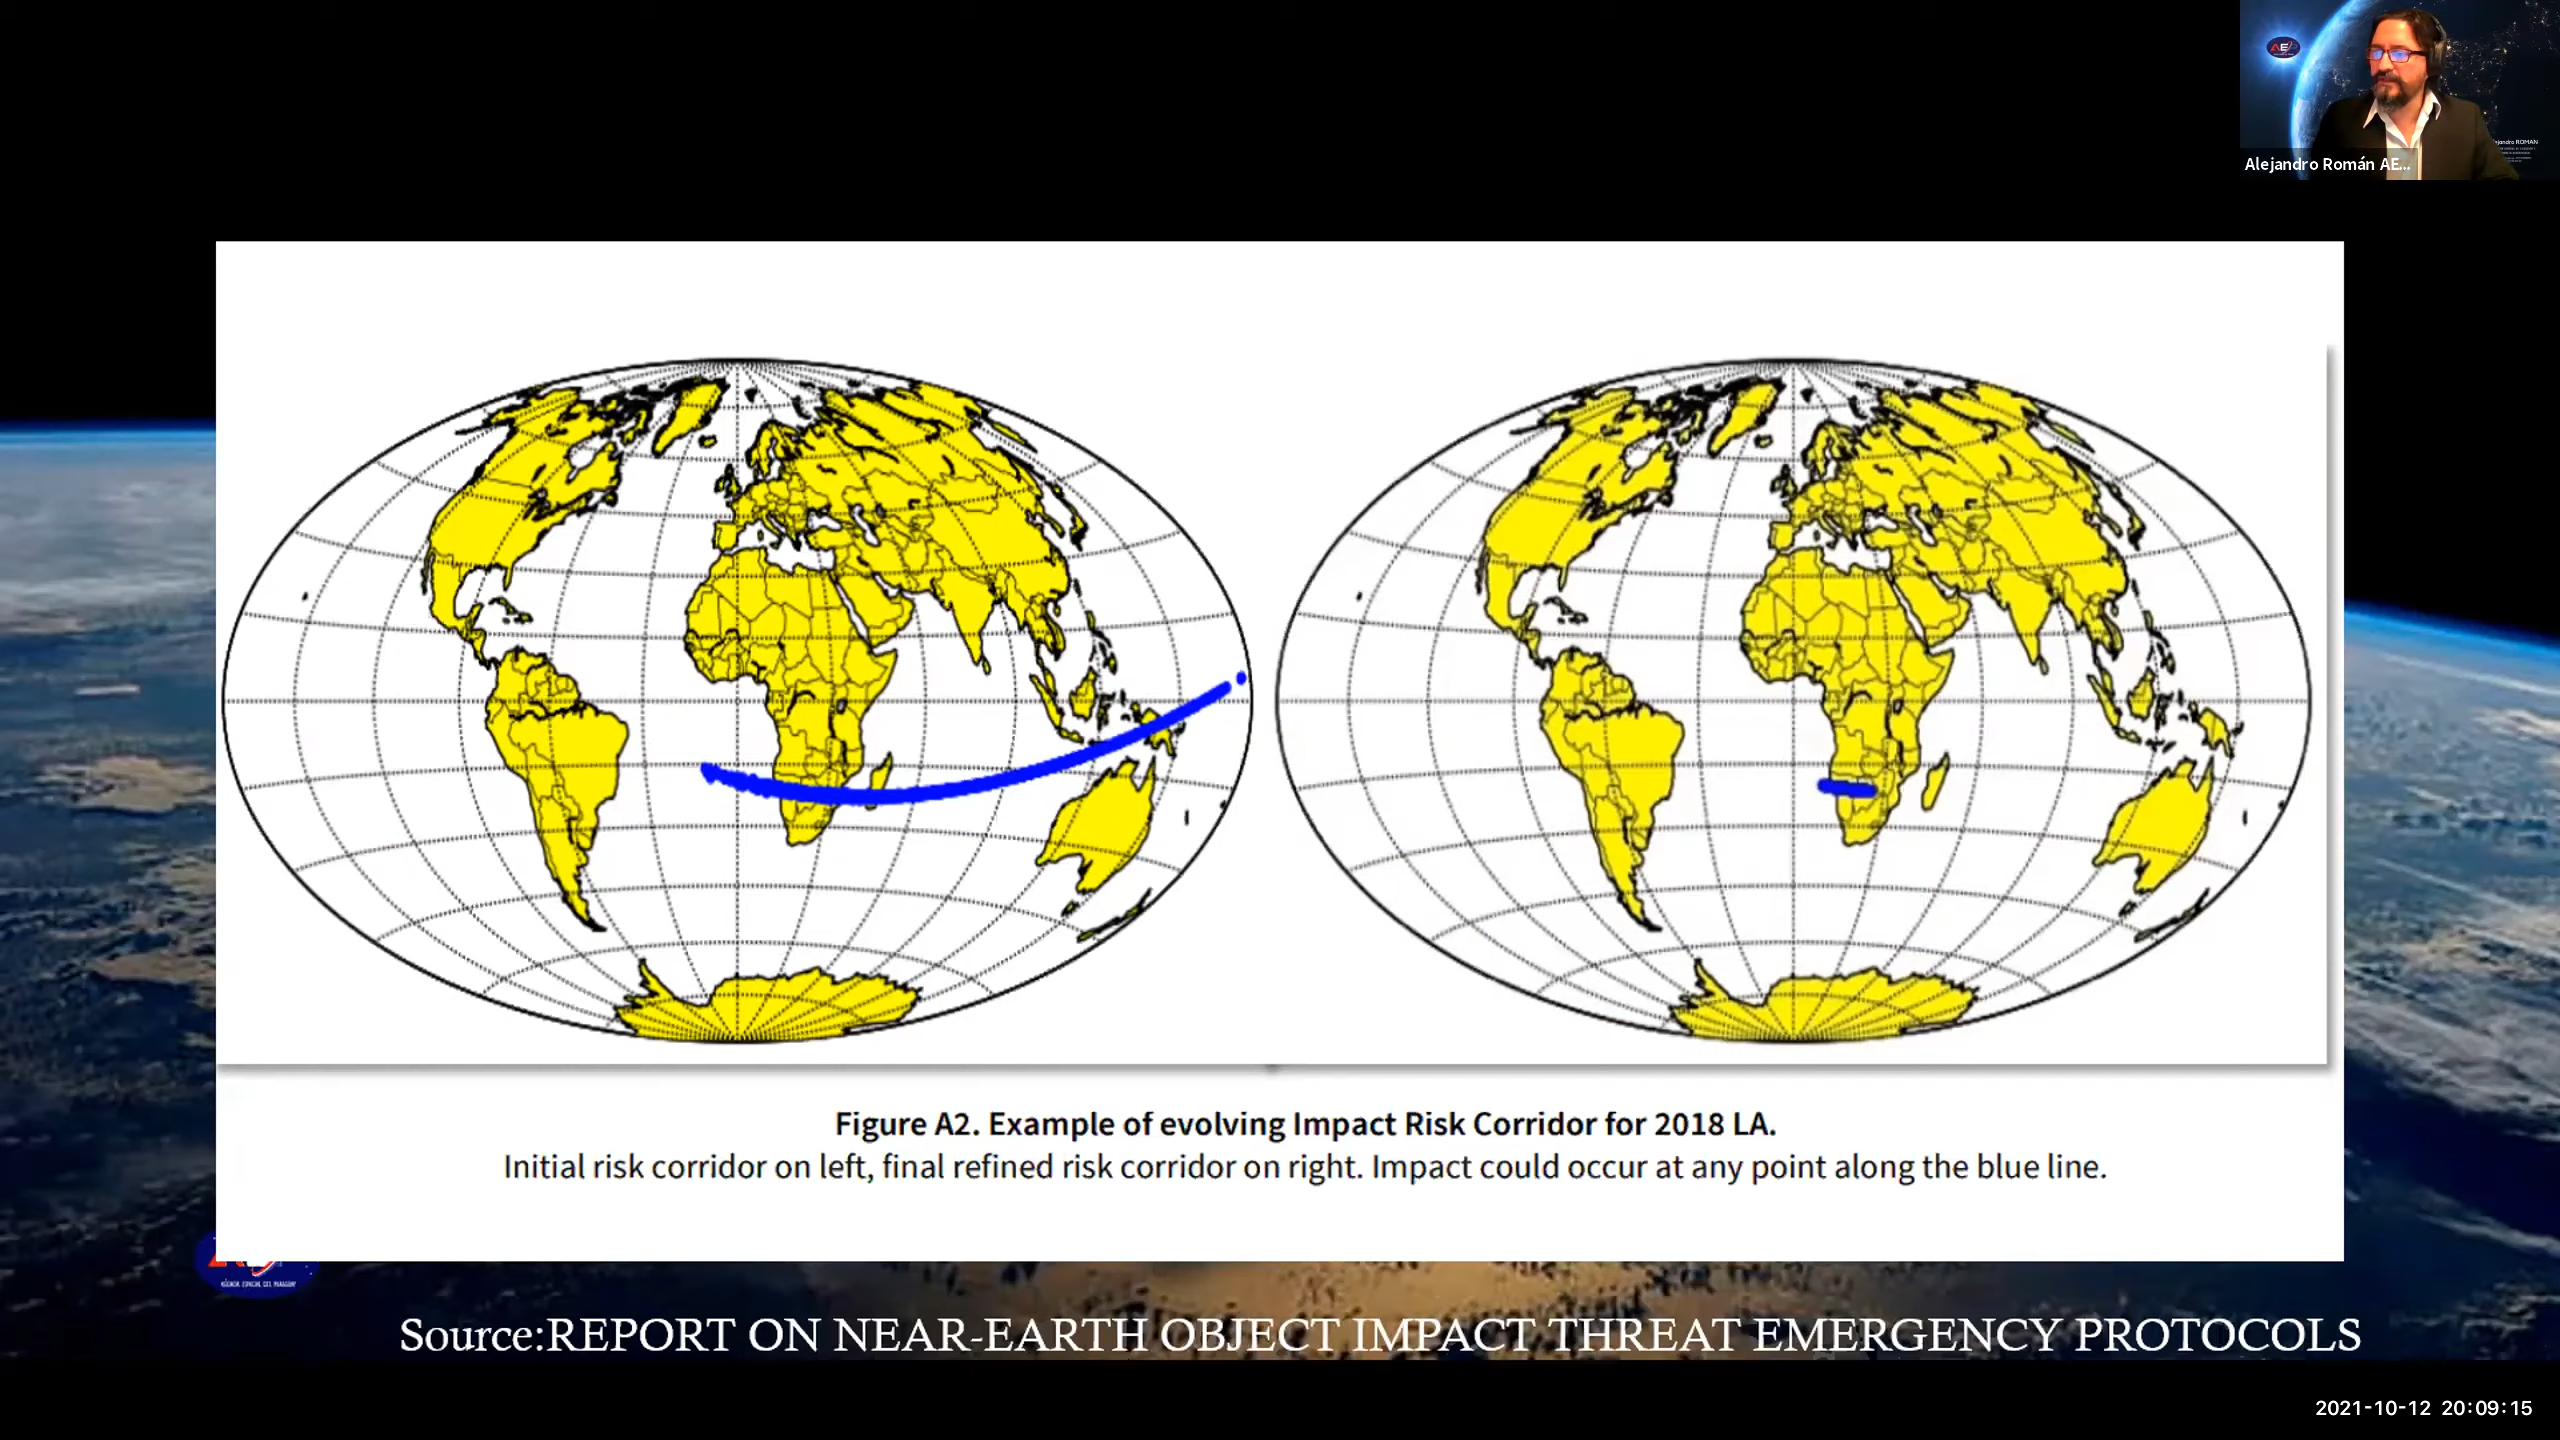 Alejandro Román AE...
Figure A2. Example of evolving Impact Risk Corridor for 2018 LA.
Initial risk corridor on left, final refined risk corridor on right. Impact could occur at any point along the blue line.
Source:REPORT ON NEAR-EARTH OBJECT IMPACT THREAT EMERGENCY PROTOCOLS
2021-10-12 20:09:15